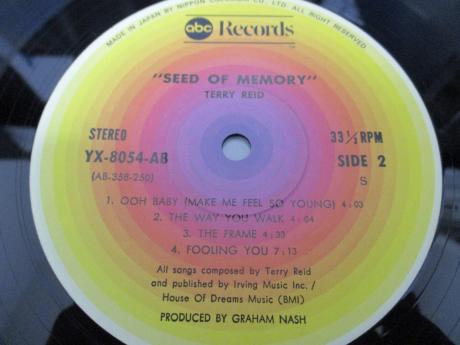 MADE IN JAPAN BY NIPPON COLUMBIA CO., LTD. ALL RIGHT RESERVED.
abc Records
"SEED OF MEMORY"
TERRY REID
STEREO
33⅓ RPM
YX-8054-AB
SIDE 2
(AB-358-250)
S
1. OOH BABY (MAKE ME FEEL SO YOUNG) 4:03
2. THE WAY YOU WALK 4:04
3. THE FRAME 4:33
4. FOOLING YOU 7:13
All songs composed by Terry Reid
and published by Irving Music Inc. /
House Of Dreams Music (BMI)
PRODUCED BY GRAHAM NASH